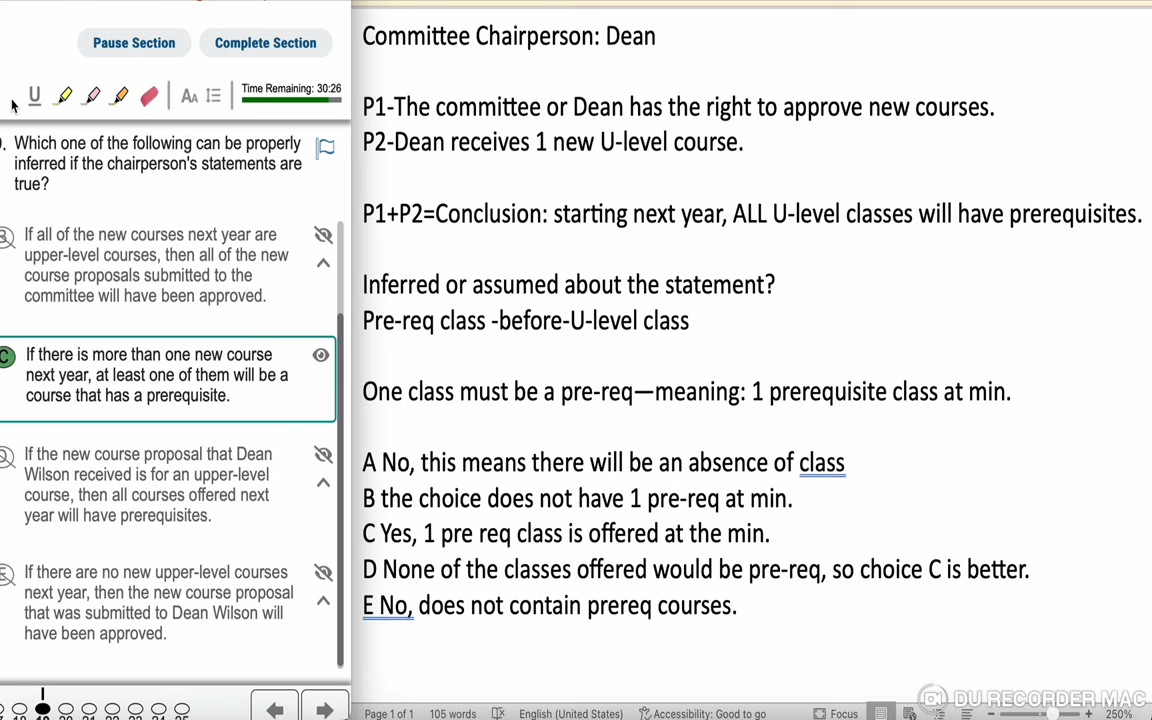 Pause Section
Complete Section
U
AA
Time Remaining: 30:26
Which one of the following can be properly
inferred if the chairperson's statements are
true?
If all of the new courses next year are
upper-level courses, then all of the new
course proposals submitted to the
committee will have been approved.
C
If there is more than one new course
next year, at least one of them will be a
course that has a prerequisite.
If the new course proposal that Dean
Wilson received is for an upper-level
course, then all courses offered next
year will have prerequisites.
If there are no new upper-level courses
next year, then the new course proposal
that was submitted to Dean Wilson will
have been approved.
Committee Chairperson: Dean
P1-The committee or Dean has the right to approve new courses.
P2-Dean receives 1 new U-level course.
P1+P2=Conclusion: starting next year, ALL U-level classes will have prerequisites.
Inferred or assumed about the statement?
Pre-req class -before-U-level class
One class must be a pre-req—meaning: 1 prerequisite class at min.
A No, this means there will be an absence of class
B the choice does not have 1 pre-req at min.
C Yes, 1 pre req class is offered at the min.
D None of the classes offered would be pre-req, so choice C is better.
E No, does not contain prereq courses.
Page 1 of 1
105 words
English (United States)
Accessibility: Good to go
Focus
250%
DU RECORDER MAC